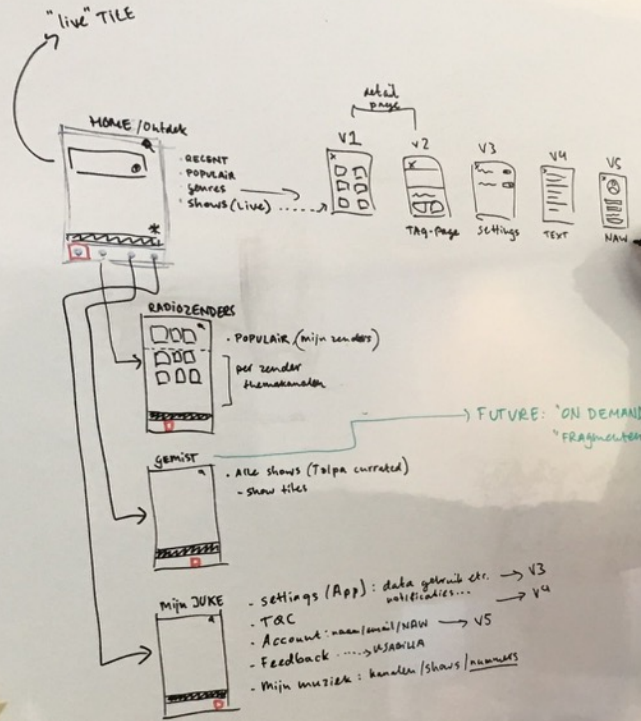 "live" TILE
HOME/Ontdek
- RECENT
- POPULAIR
- genres
- shows (Live)
detail
page
V1
V2
V3
V4
V5
TAQ-page
settings
TEXT
NAW
RADIOZENDERS
- POPULAIR, (mijn zenders)
per zender
themakanalen
GEMIST
- Alle shows (Tolpa currated)
- show tiles
FUTURE: "ON DEMAND
"FRAGMENTEN
Mijn JUKE
- settings (App): data gebruik etc. → V3
notificaties... → V4
- T&C
- Account: naam/email/NAW → V5
- Feedback → USABILLA
- Mijn muziek: kanalen/shows/nummers